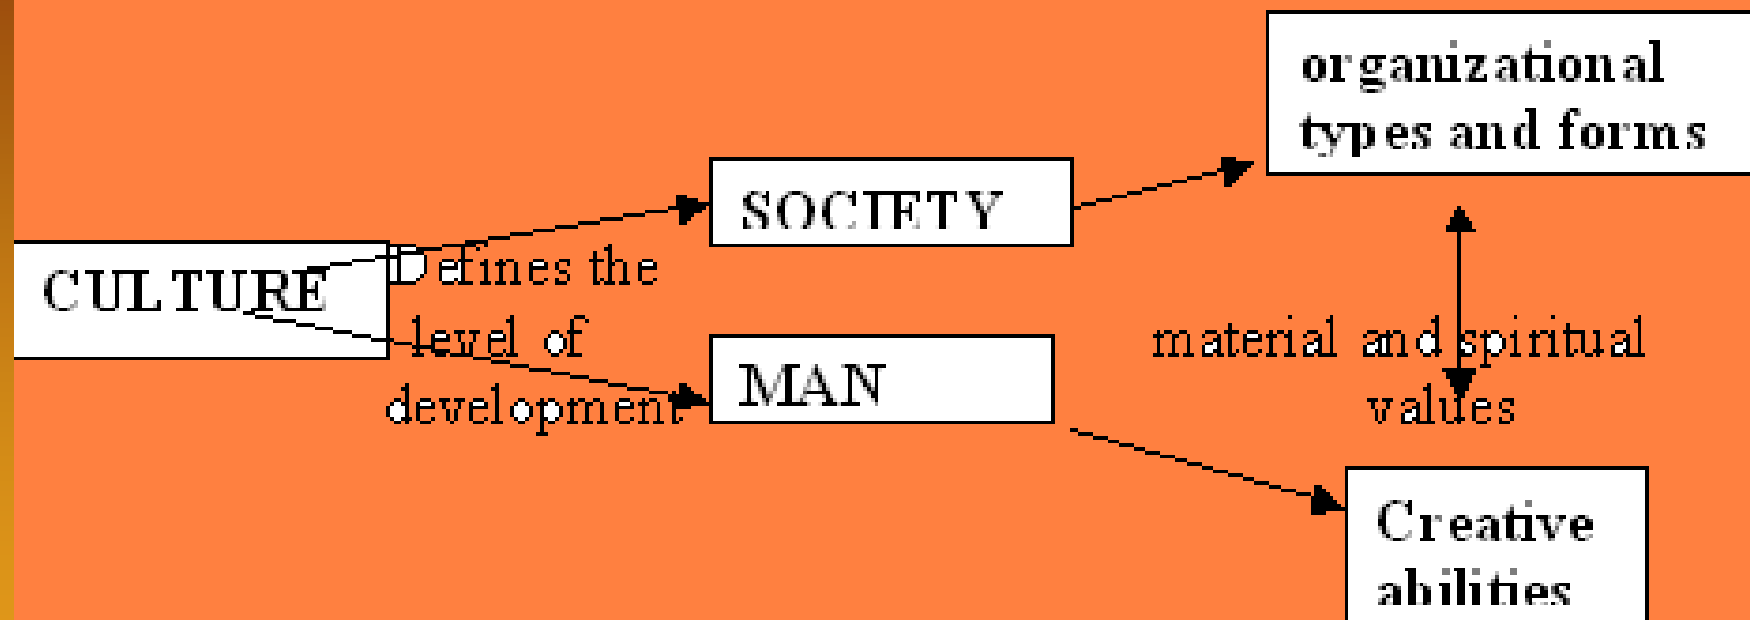 CULTURE
Defines the
level of
development
SOCIETY
MAN
organizational
types and forms
material and spiritual
values
Creative
abilities